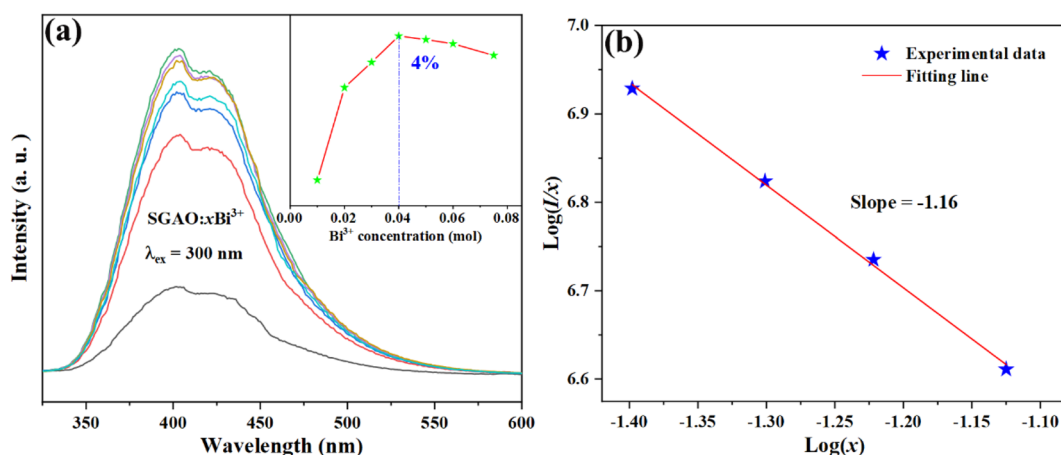 (a)
4%
0.00 0.02 0.04 0.06 0.08
Bi³⁺ concentration (mol)
SGAO:xBi³⁺
λex = 300 nm
Intensity (a. u. )
350 400 450 500 550 600
Wavelength (nm)
(b)
Experimental data
Fitting line
Slope = -1.16
Log(I/x)
7.0
6.9
6.8
6.7
6.6
-1.40 -1.35 -1.30 -1.25 -1.20 -1.15 -1.10
Log(x)